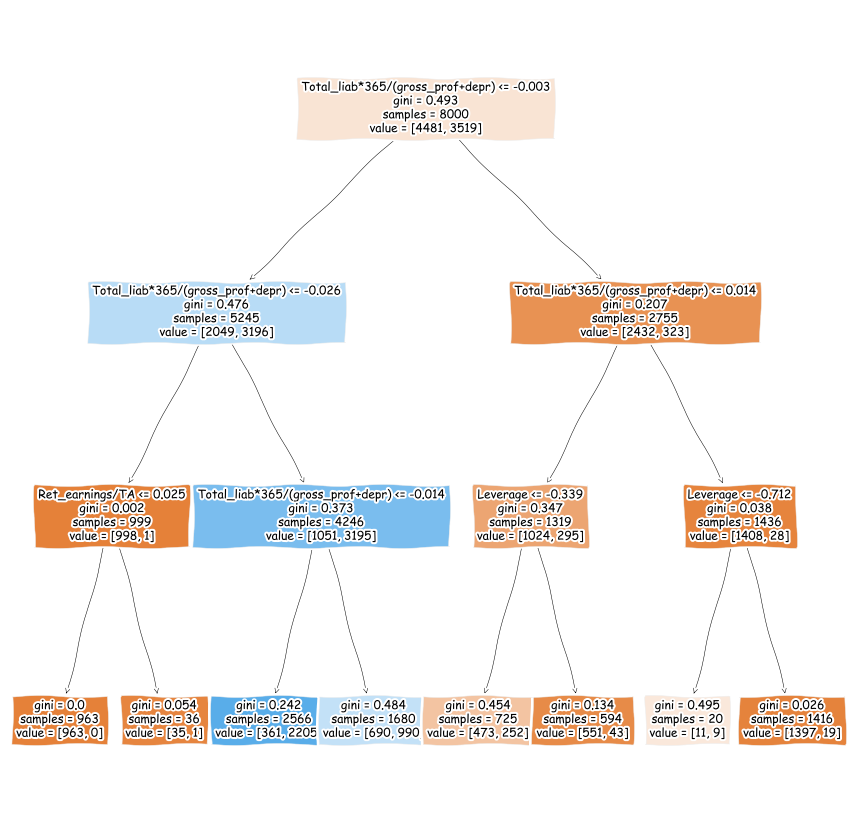 Total_liab*365/(gross_prof+depr) <= -0.003
gini = 0.493
samples = 8000
value = [4481, 3519]
Total_liab*365/(gross_prof+depr) <= -0.026
gini = 0.476
samples = 5245
value = [2049, 3196]
Total_liab*365/(gross_prof+depr) <= 0.014
gini = 0.207
samples = 2755
value = [2432, 323]
Ret_earnings/TA <= 0.025
gini = 0.002
samples = 999
value = [998, 1]
Total_liab*365/(gross_prof+depr) <= -0.014
gini = 0.373
samples = 4246
value = [1051, 3195]
Leverage <= -0.339
gini = 0.347
samples = 1319
value = [1024, 295]
Leverage <= -0.712
gini = 0.038
samples = 1436
value = [1408, 28]
gini = 0.0
samples = 963
value = [963, 0]
gini = 0.054
samples = 36
value = [35, 1]
gini = 0.242
samples = 2566
value = [361, 2205
gini = 0.484
samples = 1680
value = [690, 990
gini = 0.454
samples = 725
value = [473, 252]
gini = 0.134
samples = 594
value = [551, 43]
gini = 0.495
samples = 20
value = [11, 9]
gini = 0.026
samples = 1416
value = [1397, 19]